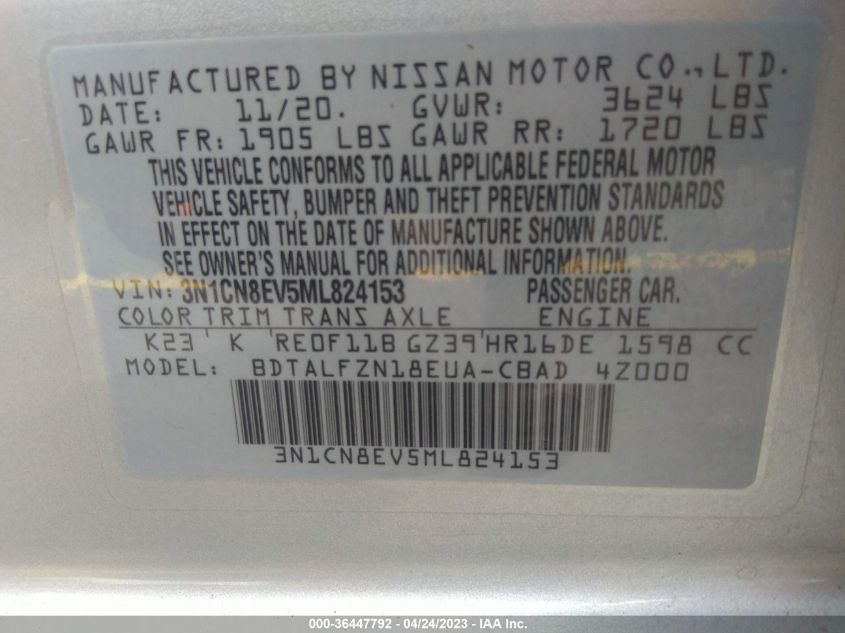 MANUFACTURED BY NISSAN MOTOR CO., LTD.
DATE: 11/20. GVWR: 3624 LBS
GAWR FR: 1905 LBS GAWR RR: 1720 LBS
THIS VEHICLE CONFORMS TO ALL APPLICABLE FEDERAL MOTOR
VEHICLE SAFETY, BUMPER AND THEFT PREVENTION STANDARDS
IN EFFECT ON THE DATE OF MANUFACTURE SHOWN ABOVE.
SEE OWNER'S MANUAL FOR ADDITIONAL INFORMATION.
VIN: 3N1CN8EV5ML824153 PASSENGER CAR.
COLOR TRIM TRANS AXLE ENGINE
K23 K RE0F11B GZ39 HR16DE 1598 CC
MODEL: BDTALFZN18EUA-CBAD 4Z000
3N1CN8EV5ML824153
000-36447792 - 04/24/2023 - IAA Inc.